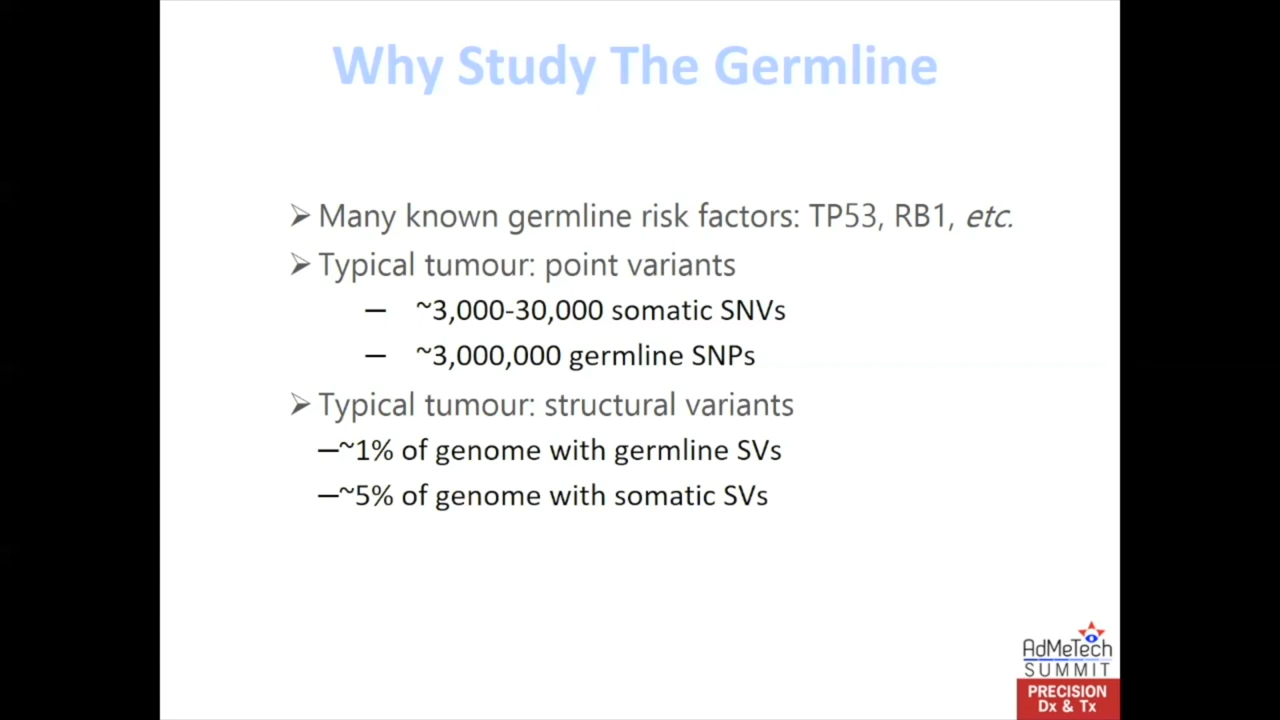 Why Study The Germline
➢ Many known germline risk factors: TP53, RB1, etc.
➢ Typical tumour: point variants
– ~3,000-30,000 somatic SNVs
– ~3,000,000 germline SNPs
➢ Typical tumour: structural variants
–~1% of genome with germline SVs
–~5% of genome with somatic SVs
AdMeTech
SUMMIT
PRECISION
Dx & Tx